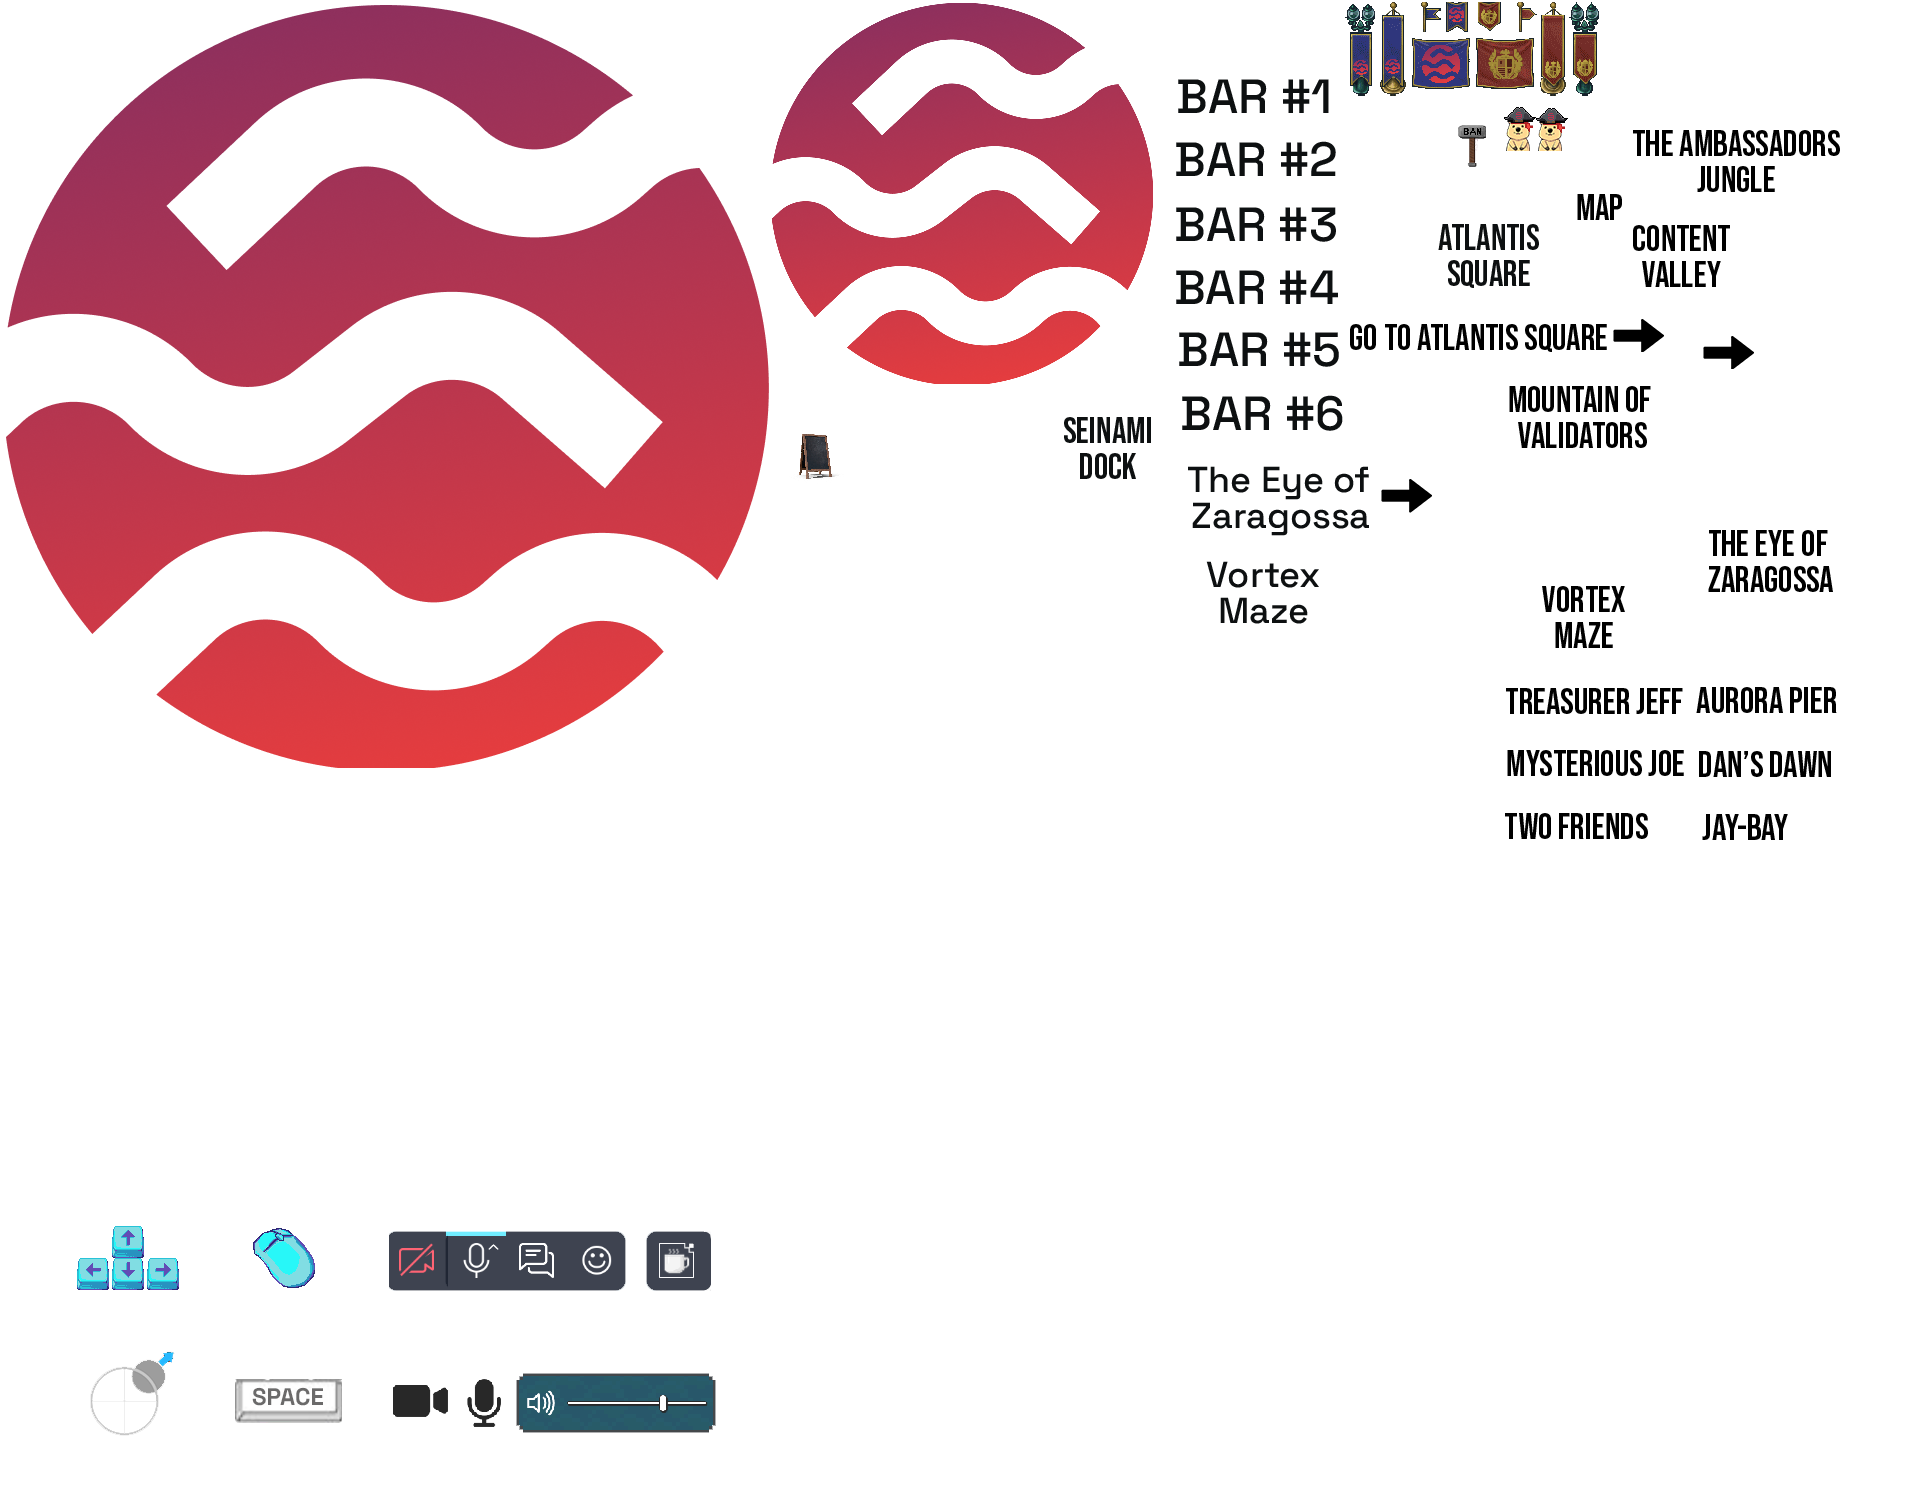 BAR #1
BAR #2
BAR #3
BAR #4
BAR #5
BAR #6
The Eye of
Zaragossa
Vortex
Maze
SEINAMI
DOCK
BAN
THE AMBASSADORS
JUNGLE
MAP
ATLANTIS
SQUARE
CONTENT
VALLEY
GO TO ATLANTIS SQUARE
MOUNTAIN OF
VALIDATORS
THE EYE OF
ZARAGOSSA
VORTEX
MAZE
TREASURER JEFF
AURORA PIER
MYSTERIOUS JOE
DAN'S DAWN
TWO FRIENDS
JAY-BAY
SPACE